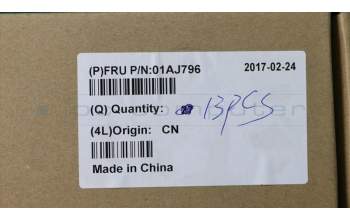 (P)FRU P/N:01AJ796 2017-02-24
(Q) Quantity: 13PCS
(4L)Origin: CN
Made in China